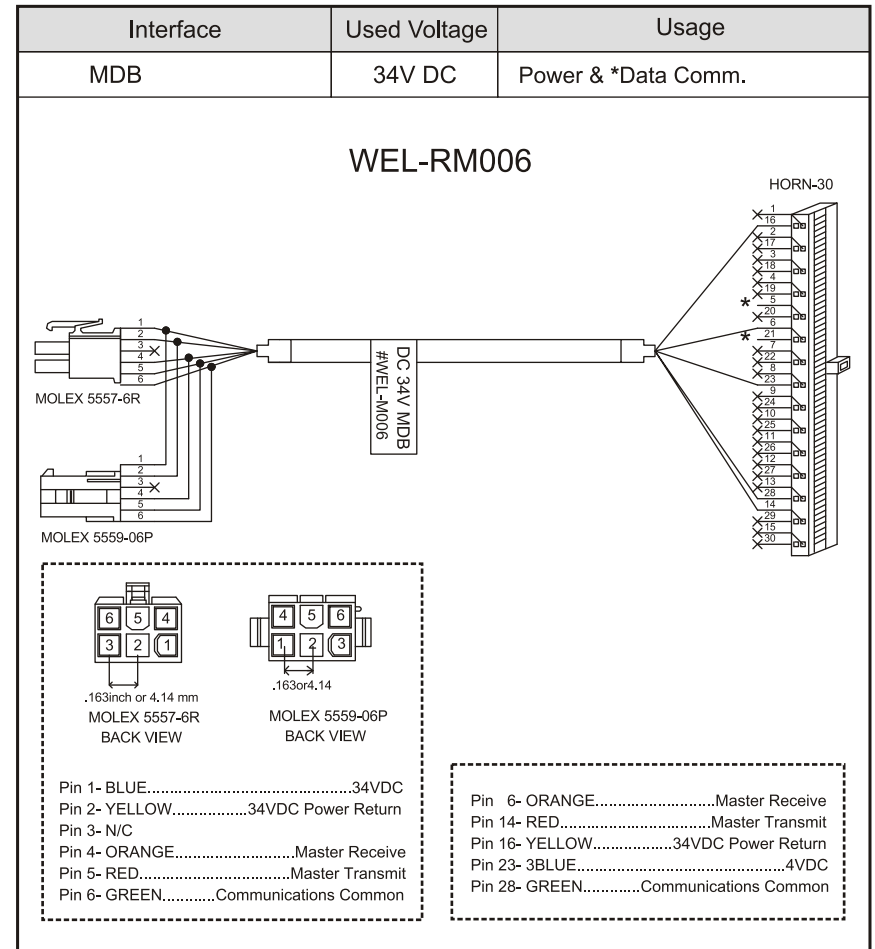 Interface Used Voltage Usage
MDB 34V DC Power & *Data Comm.
WEL-RM006
HORN-30
1
16
2
17
3
18
4
19
* 5
20
6
* 21
7
22
8
23
9
24
10
25
11
26
12
27
13
28
14
29
15
30
1
2
3
4
5
6
MOLEX 5557-6R
DC 34V MDB
#WEL-M006
1
2
3
4
5
6
MOLEX 5559-06P
6 5 4
3 2 1
.163inch or 4.14 mm
MOLEX 5557-6R
BACK VIEW
4 5 6
1 2 3
.163or4.14
MOLEX 5559-06P
BACK VIEW
Pin 1- BLUE..............................................34VDC
Pin 2- YELLOW................34VDC Power Return
Pin 3- N/C
Pin 4- ORANGE.........................Master Receive
Pin 5- RED...............................Master Transmit
Pin 6- GREEN...........Communications Common
Pin 6- ORANGE.........................Master Receive
Pin 14- RED................................Master Transmit
Pin 16- YELLOW................34VDC Power Return
Pin 23- 3BLUE............................................4VDC
Pin 28- GREEN............Communications Common